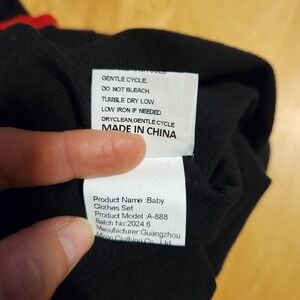 GENTLE CYCLE.
DO NOT BLEACH.
TUMBLE DRY LOW.
LOW IRON IF NEEDED.
DRYCLEAN,GENTLE CYCLE
MADE IN CHINA
Product Name :Baby
Clothes Set
Product Model :A-888
Batch No:2024.6
Manufacturer:Guangzhou
Clothing Co., Ltd